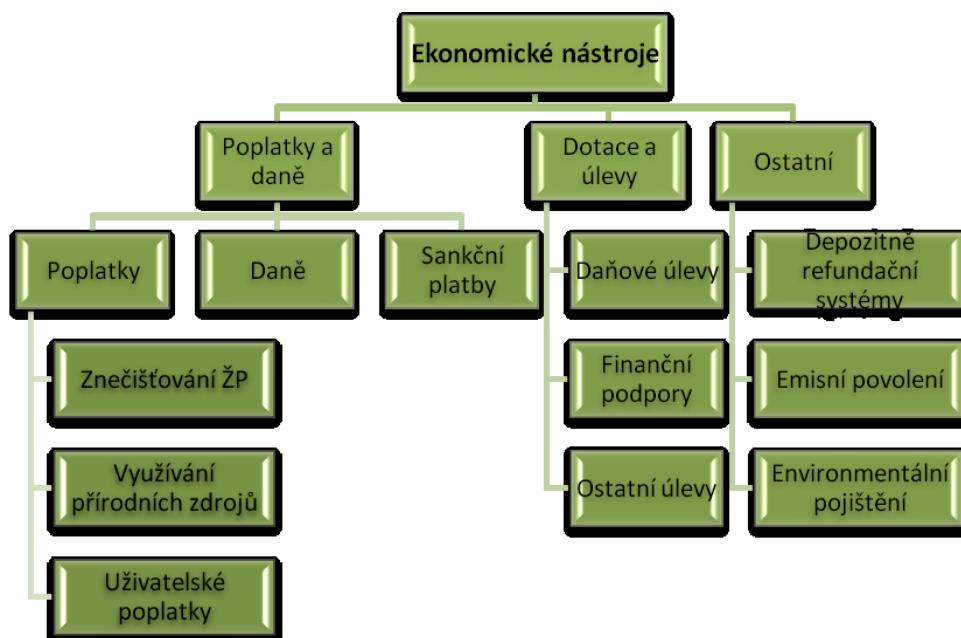 Ekonomické nástroje
Poplatky a
daně
Dotace a
úlevy
Ostatní
Poplatky
Daně
Sankční
platby
Daňové úlevy
Depozitně
refundační
systémy
Znečišťování ŽP
Finanční
podpory
Emisní povolení
Využívání
přírodních zdrojů
Ostatní úlevy
Environmentální
pojištění
Uživatelské
poplatky